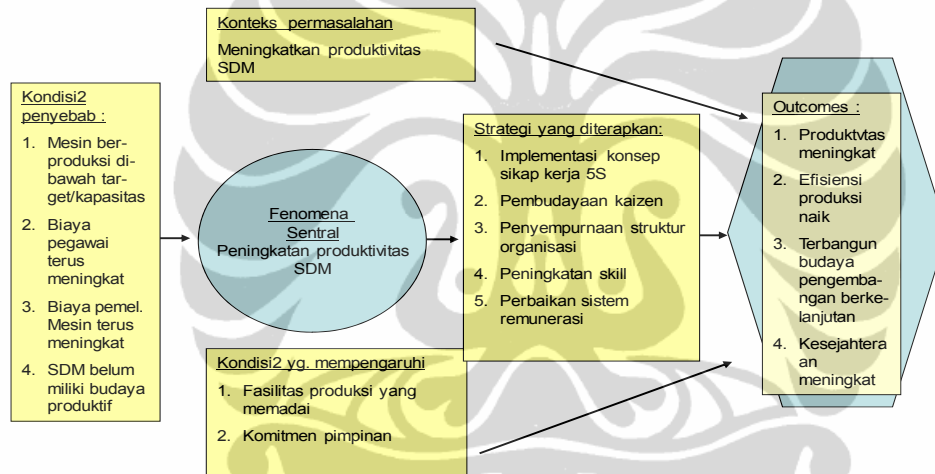 Konteks permasalahan
Meningkatkan produktivitas
SDM
Kondisi2
penyebab :
1. Mesin ber-
produksi di-
bawah tar-
get/kapasitas
2. Biaya
pegawai
terus
meningkat
3. Biaya pemel.
Mesin terus
meningkat
4. SDM belum
miliki budaya
produktif
Fenomena
Sentral
Peningkatan produktivitas
SDM
Kondisi2 yg. mempengaruhi
1. Fasilitas produksi yang
memadai
2. Komitmen pimpinan
Strategi yang diterapkan:
1. Implementasi konsep
sikap kerja 5S
2. Pembudayaan kaizen
3. Penyempurnaan struktur
organisasi
4. Peningkatan skill
5. Perbaikan sistem
remunerasi
Outcomes :
1. Produktvtas
meningkat
2. Efisiensi
produksi
naik
3. Terbangun
budaya
pengemba-
ngan berke-
lanjutan
4. Kesejahtera
an
meningkat